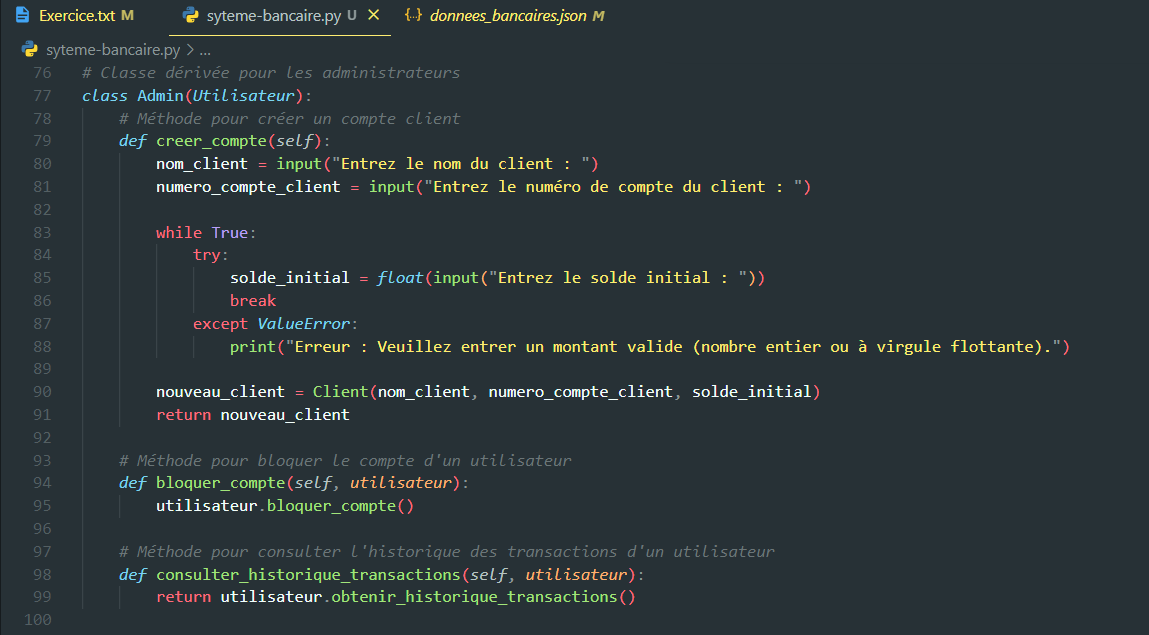 Exercice.txt M syteme-bancaire.py U × {..} donnees_bancaires.json M
syteme-bancaire.py > ...
76 # Classe dérivée pour les administrateurs
77 class Admin(Utilisateur):
78     # Méthode pour créer un compte client
79     def creer_compte(self):
80         nom_client = input("Entrez le nom du client : ")
81         numero_compte_client = input("Entrez le numéro de compte du client : ")
82
83         while True:
84             try:
85                 solde_initial = float(input("Entrez le solde initial : "))
86                 break
87             except ValueError:
88                 print("Erreur : Veuillez entrer un montant valide (nombre entier ou à virgule flottante).")
89
90         nouveau_client = Client(nom_client, numero_compte_client, solde_initial)
91         return nouveau_client
92
93     # Méthode pour bloquer le compte d'un utilisateur
94     def bloquer_compte(self, utilisateur):
95         utilisateur.bloquer_compte()
96
97     # Méthode pour consulter l'historique des transactions d'un utilisateur
98     def consulter_historique_transactions(self, utilisateur):
99         return utilisateur.obtenir_historique_transactions()
100